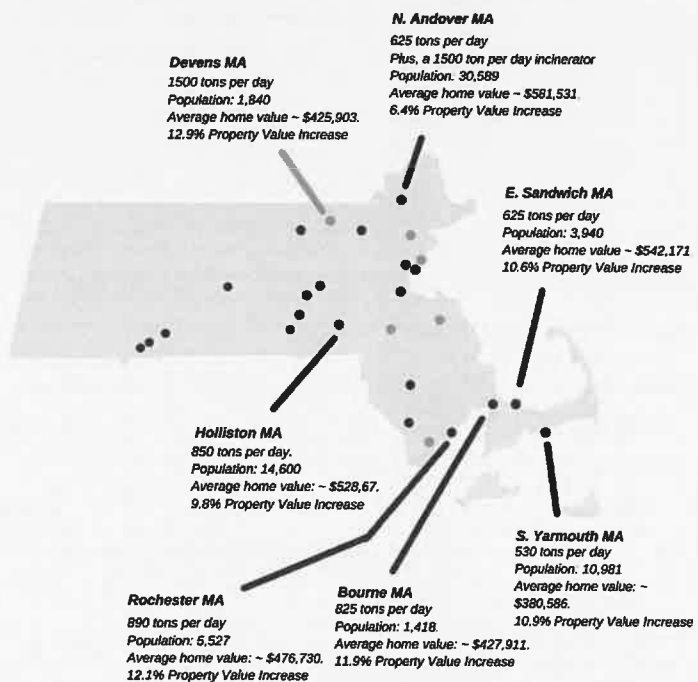 N. Andover MA
625 tons per day
Plus, a 1500 ton per day incinerator
Population. 30,589
Average home value ~ $581,531.
6.4% Property Value Increase
Devens MA
1500 tons per day
Population: 1,840
Average home value ~ $425,903.
12.9% Property Value Increase
E. Sandwich MA
625 tons per day
Population: 3,940
Average home value ~ $542,171
10.6% Property Value Increase
Holliston MA
850 tons per day.
Population: 14,600
Average home value: ~ $528,67.
9.8% Property Value Increase
S. Yarmouth MA
530 tons per day
Population. 10,981
Average home value: ~
$380,586.
10.9% Property Value Increase
Rochester MA
890 tons per day
Population: 5,527
Average home value: ~ $476,730.
12.1% Property Value Increase
Bourne MA
825 tons per day
Population: 1,418.
Average home value: ~ $427,911.
11.9% Property Value Increase